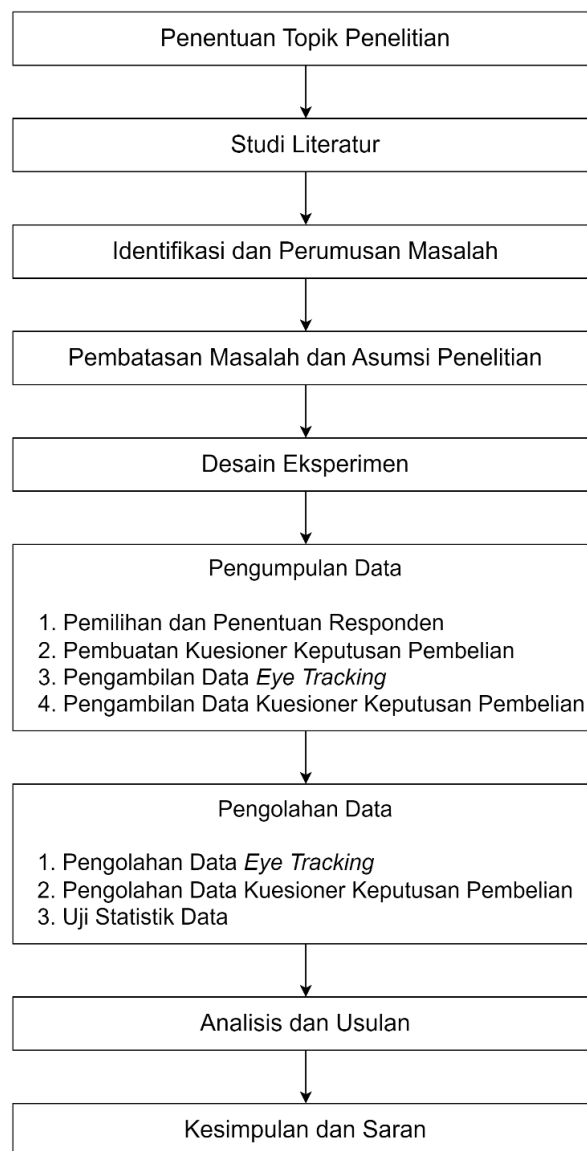 Penentuan Topik Penelitian
Studi Literatur
Identifikasi dan Perumusan Masalah
Pembatasan Masalah dan Asumsi Penelitian
Desain Eksperimen
Pengumpulan Data
1. Pemilihan dan Penentuan Responden
2. Pembuatan Kuesioner Keputusan Pembelian
3. Pengambilan Data Eye Tracking
4. Pengambilan Data Kuesioner Keputusan Pembelian
Pengolahan Data
1. Pengolahan Data Eye Tracking
2. Pengolahan Data Kuesioner Keputusan Pembelian
3. Uji Statistik Data
Analisis dan Usulan
Kesimpulan dan Saran